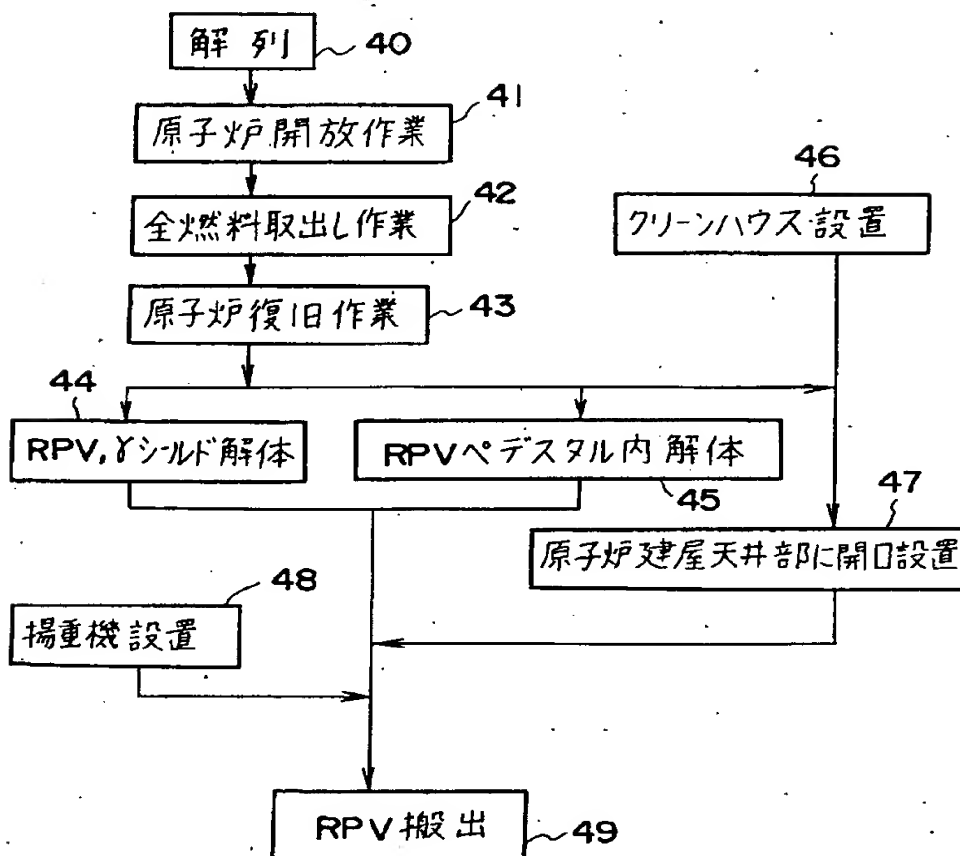 解列
40
原子炉開放作業
41
全燃料取出し作業
42
クリーンハウス設置
46
原子炉復旧作業
43
44
RPV,γシールド解体
RPVペデスタル内解体
45
47
原子炉建屋天井部に開口設置
48
揚重機設置
RPV搬出
49